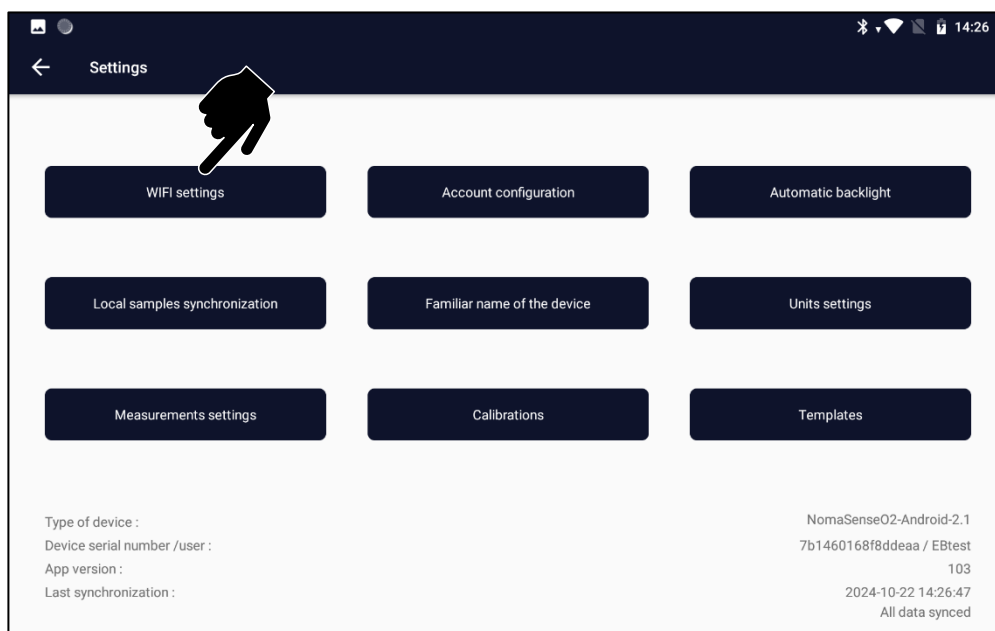 14:26
Settings
WIFI settings
Account configuration
Automatic backlight
Local samples synchronization
Familiar name of the device
Units settings
Measurements settings
Calibrations
Templates
Type of device : NomaSenseO2-Android-2.1
Device serial number /user : 7b1460168f8ddeaa / EBtest
App version : 103
Last synchronization : 2024-10-22 14:26:47
All data synced